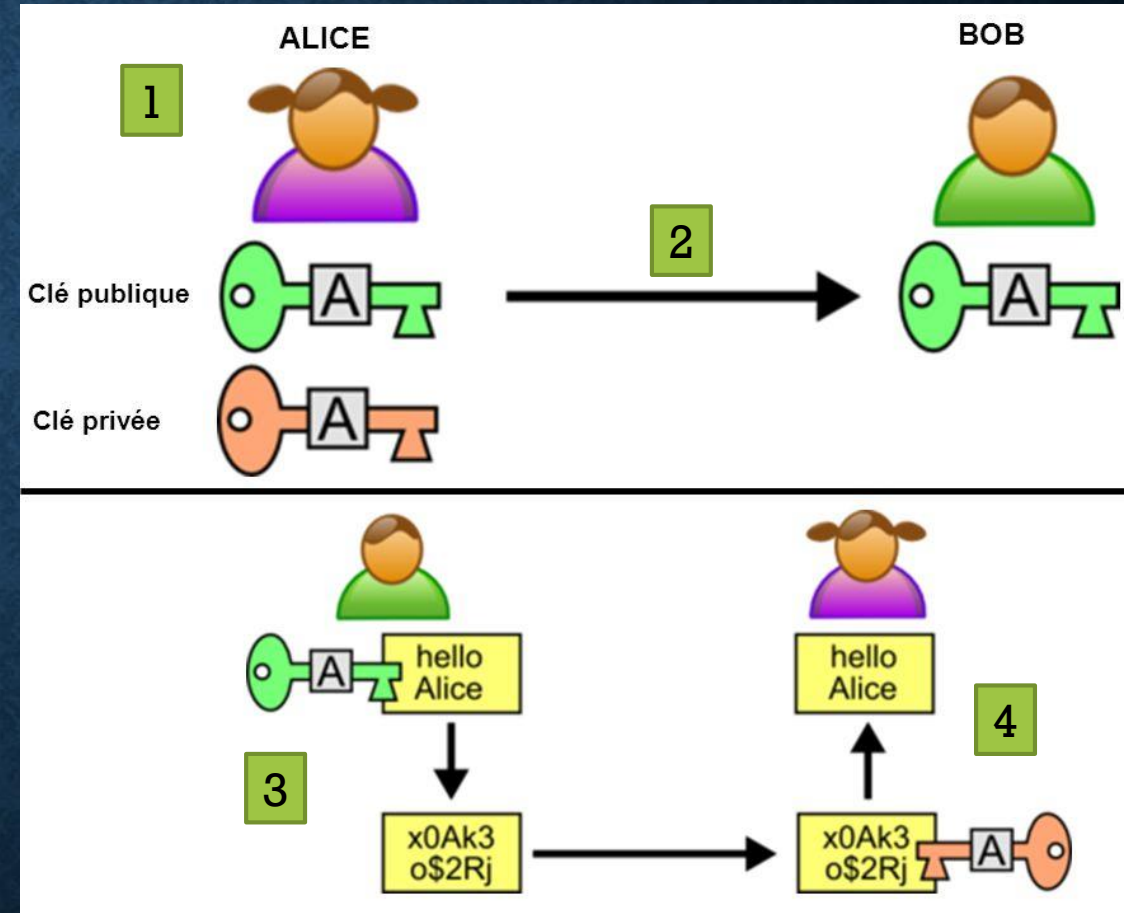 ALICE
BOB
1
2
Clé publique
A
A
Clé privée
A
A
hello
Alice
hello
Alice
3
4
x0Ak3
o$2Rj
x0Ak3
o$2Rj
A